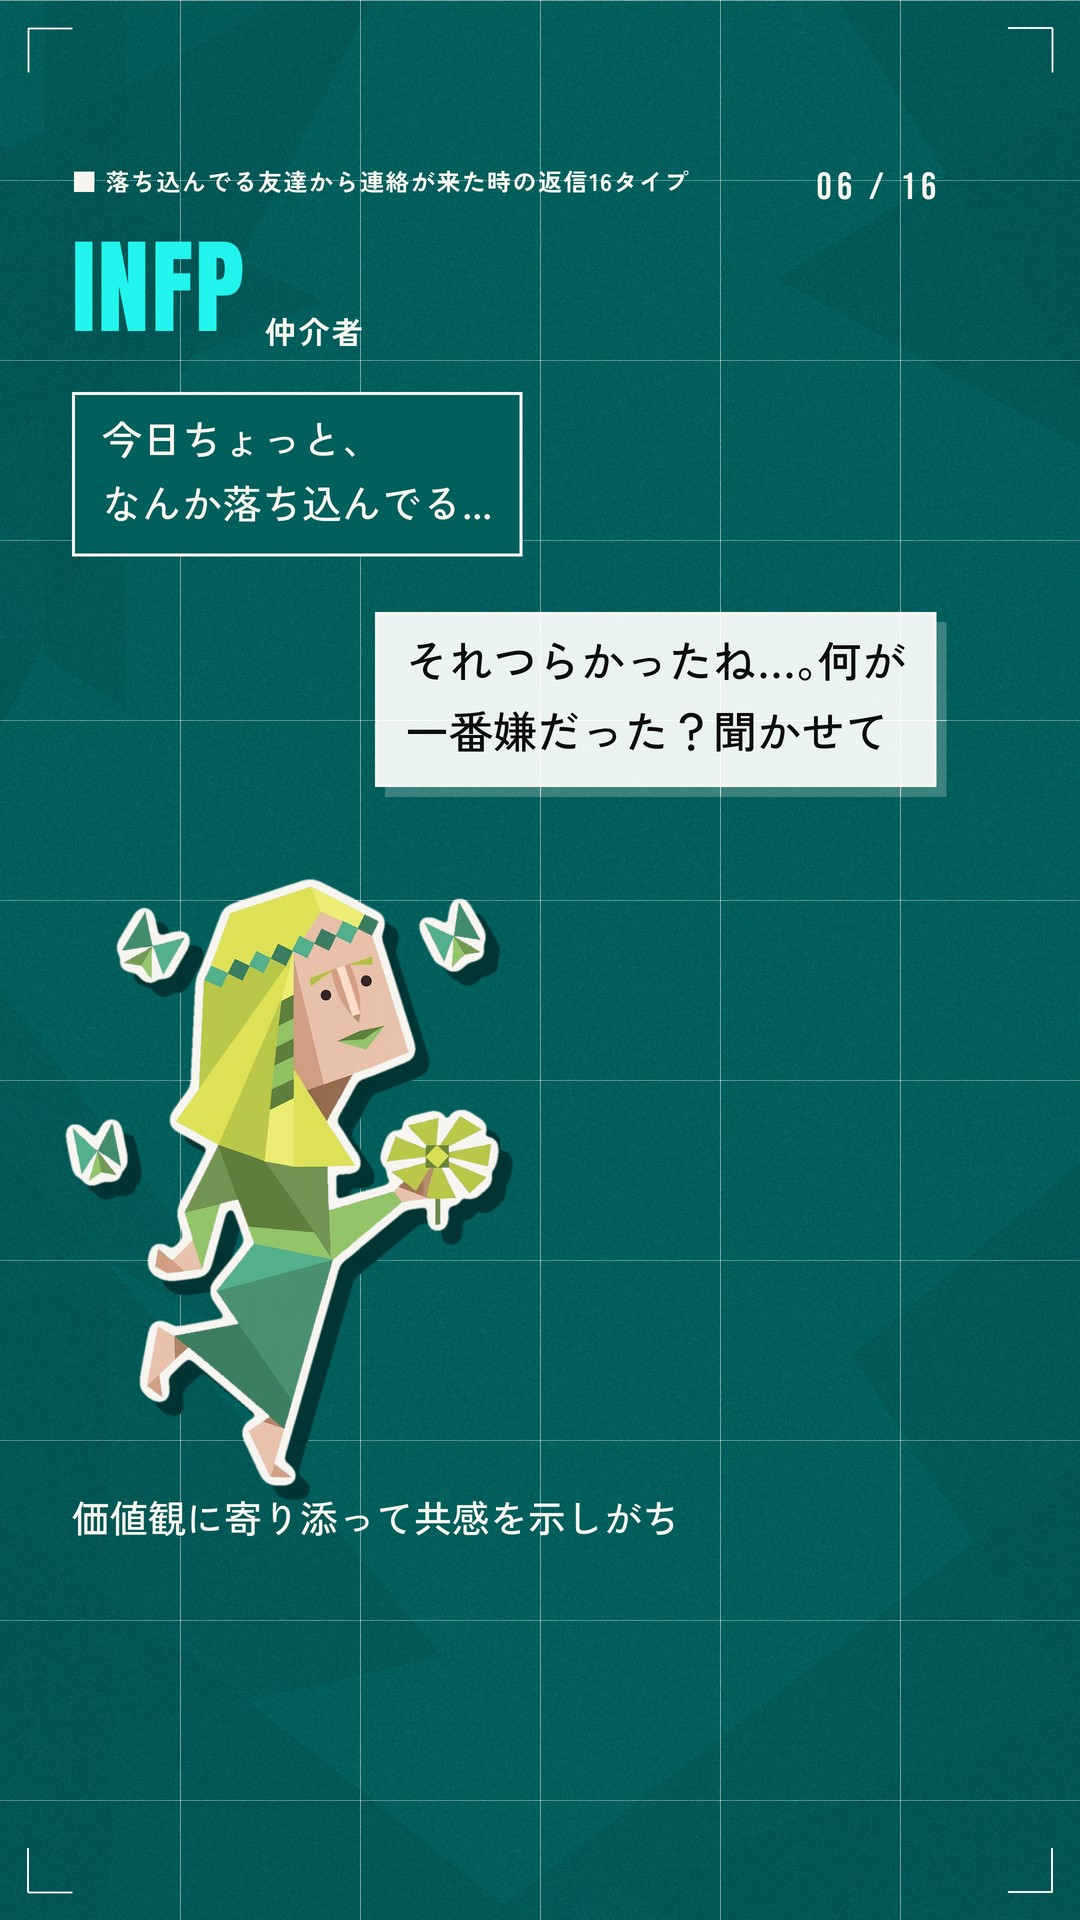 ■ 落ち込んでる友達から連絡が来た時の返信16タイプ
06 / 16
INFP
仲介者
今日ちょっと、
なんか落ち込んでる...
それつらかったね...。何が
一番嫌だった？聞かせて
価値観に寄り添って共感を示しがち